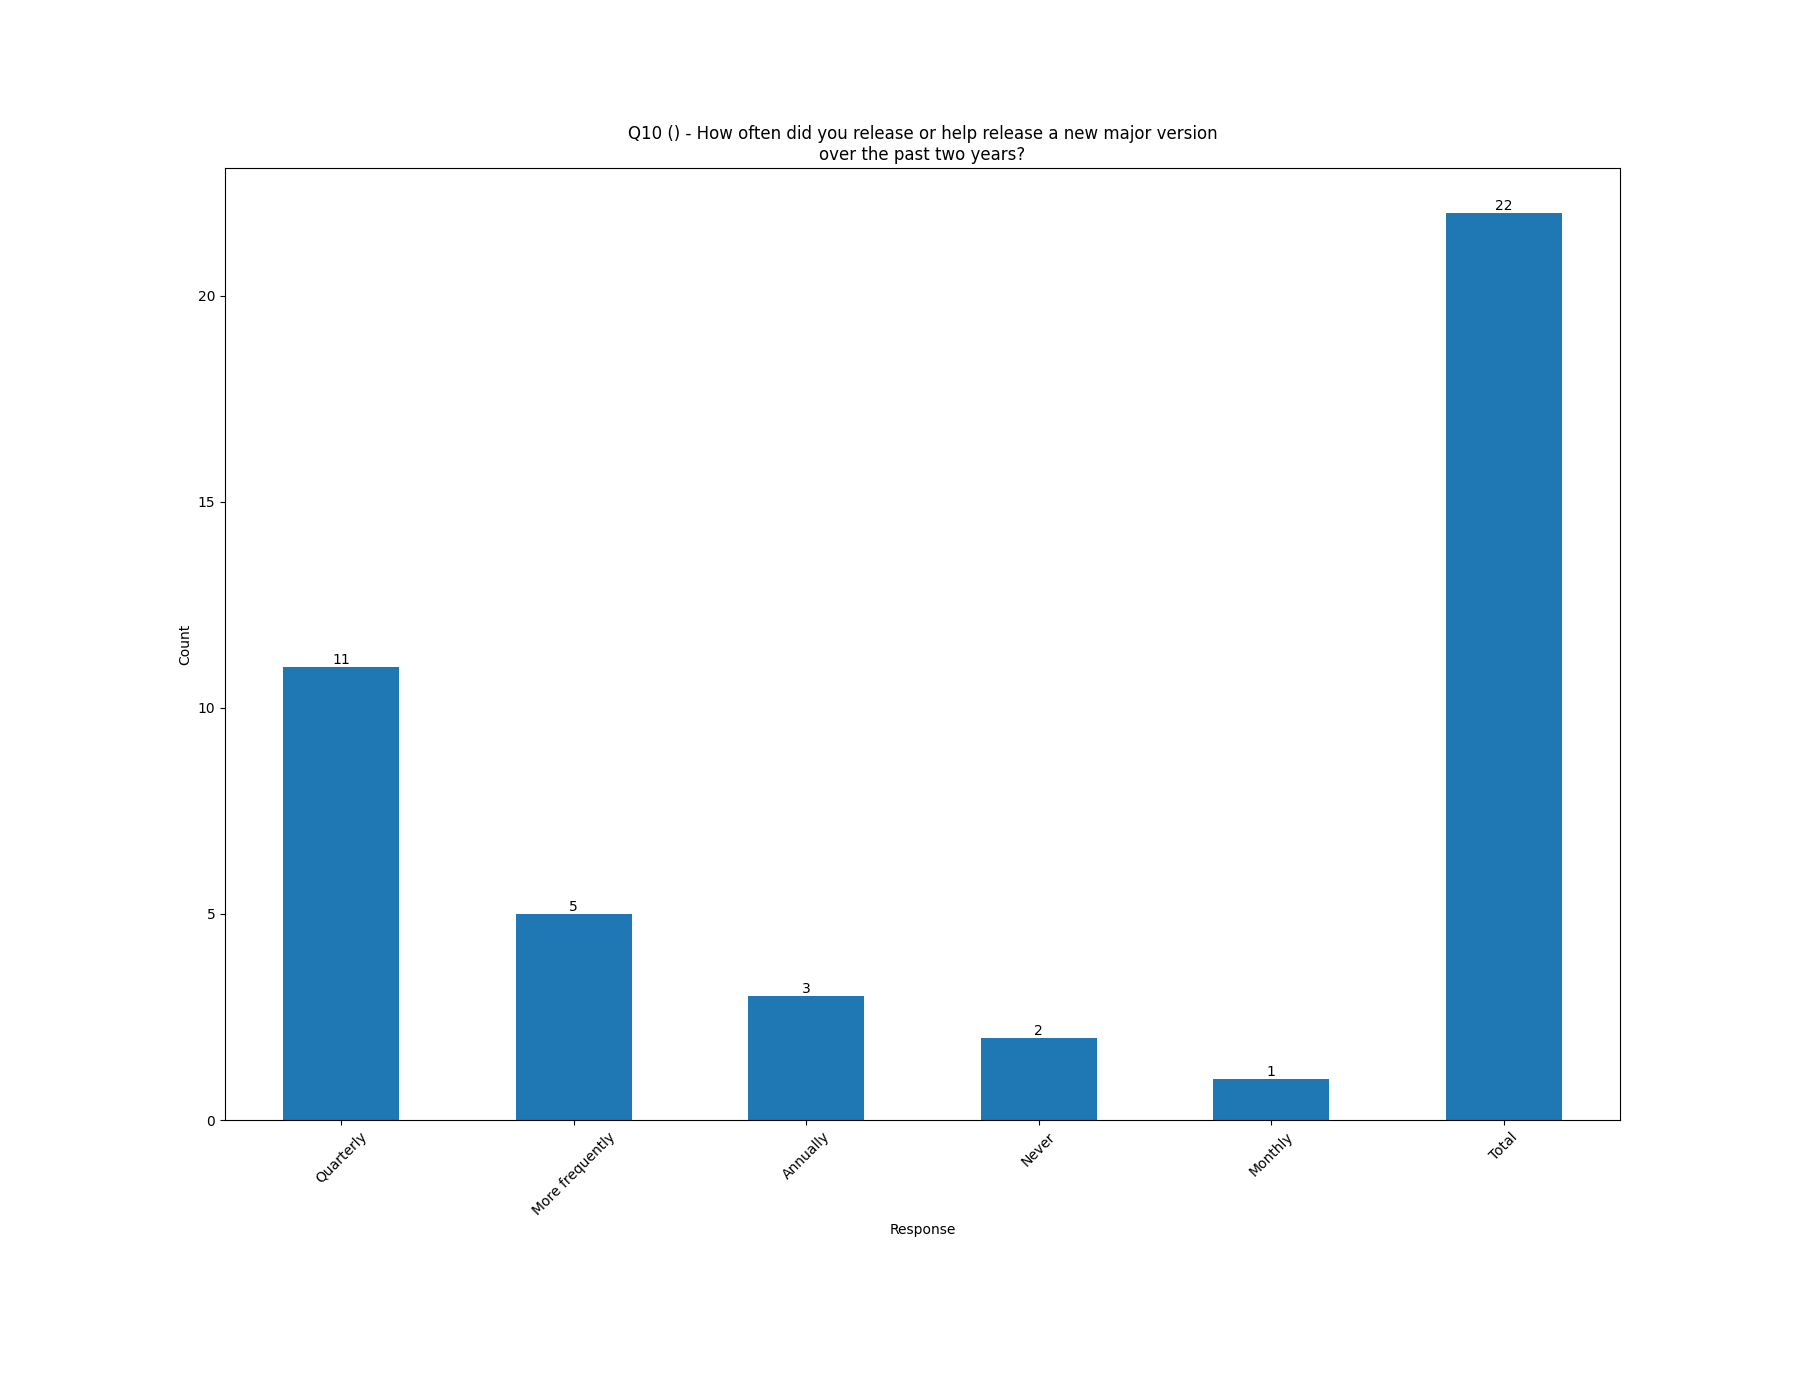 Q10 () - How often did you release or help release a new major version
over the past two years?
Count
20
15
10
5
0
11
5
3
2
1
22
Quarterly
More frequently
Annually
Never
Monthly
Total
Response